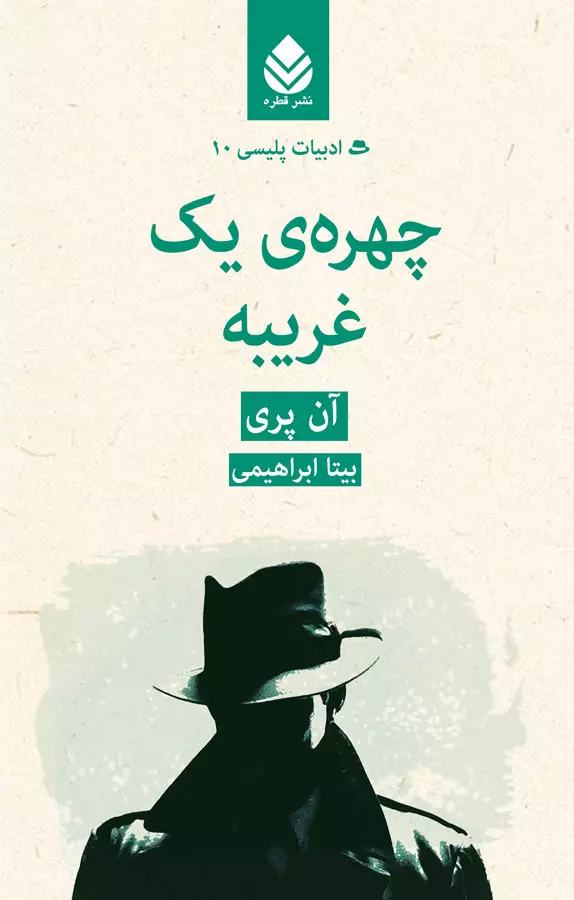 نشر قطره
ادبیات پلیسی ۱۰
چهره‌ی یک
غریبه
آن پری
بیتا ابراهیمی